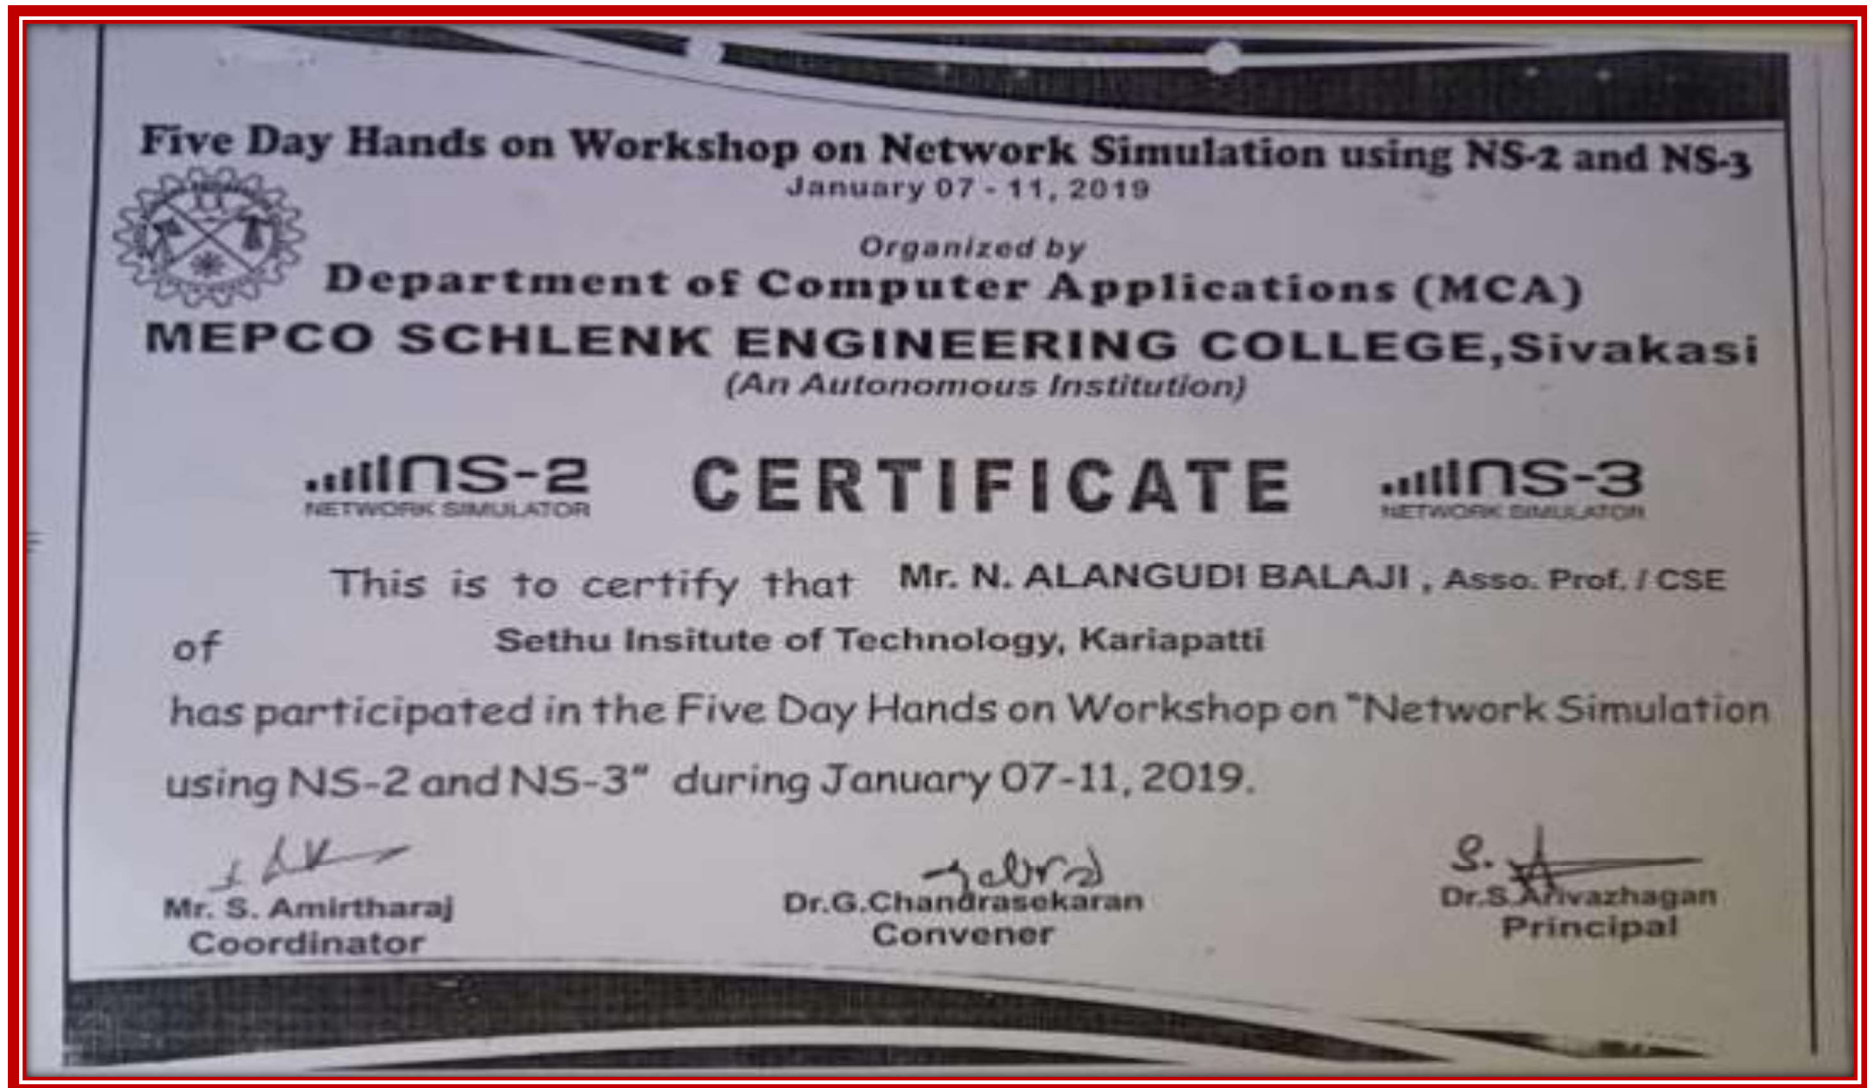 Five Day Hands on Workshop on Network Simulation using NS-2 and NS-3
January 07 - 11, 2019
Organized by
Department of Computer Applications (MCA)
MEPCO SCHLENK ENGINEERING COLLEGE,Sivakasi
(An Autonomous Institution)
ns-2 CERTIFICATE ns-3
NETWORK SIMULATOR NETWORK SIMULATOR
This is to certify that Mr. N. ALANGUDI BALAJI , Asso. Prof. / CSE
of Sethu Insitute of Technology, Kariapatti
has participated in the Five Day Hands on Workshop on "Network Simulation
using NS-2 and NS-3" during January 07-11, 2019.
S.
Mr. S. Amirtharaj Dr.G.Chandrasekaran Dr.S.Arivazhagan
Coordinator Convener Principal